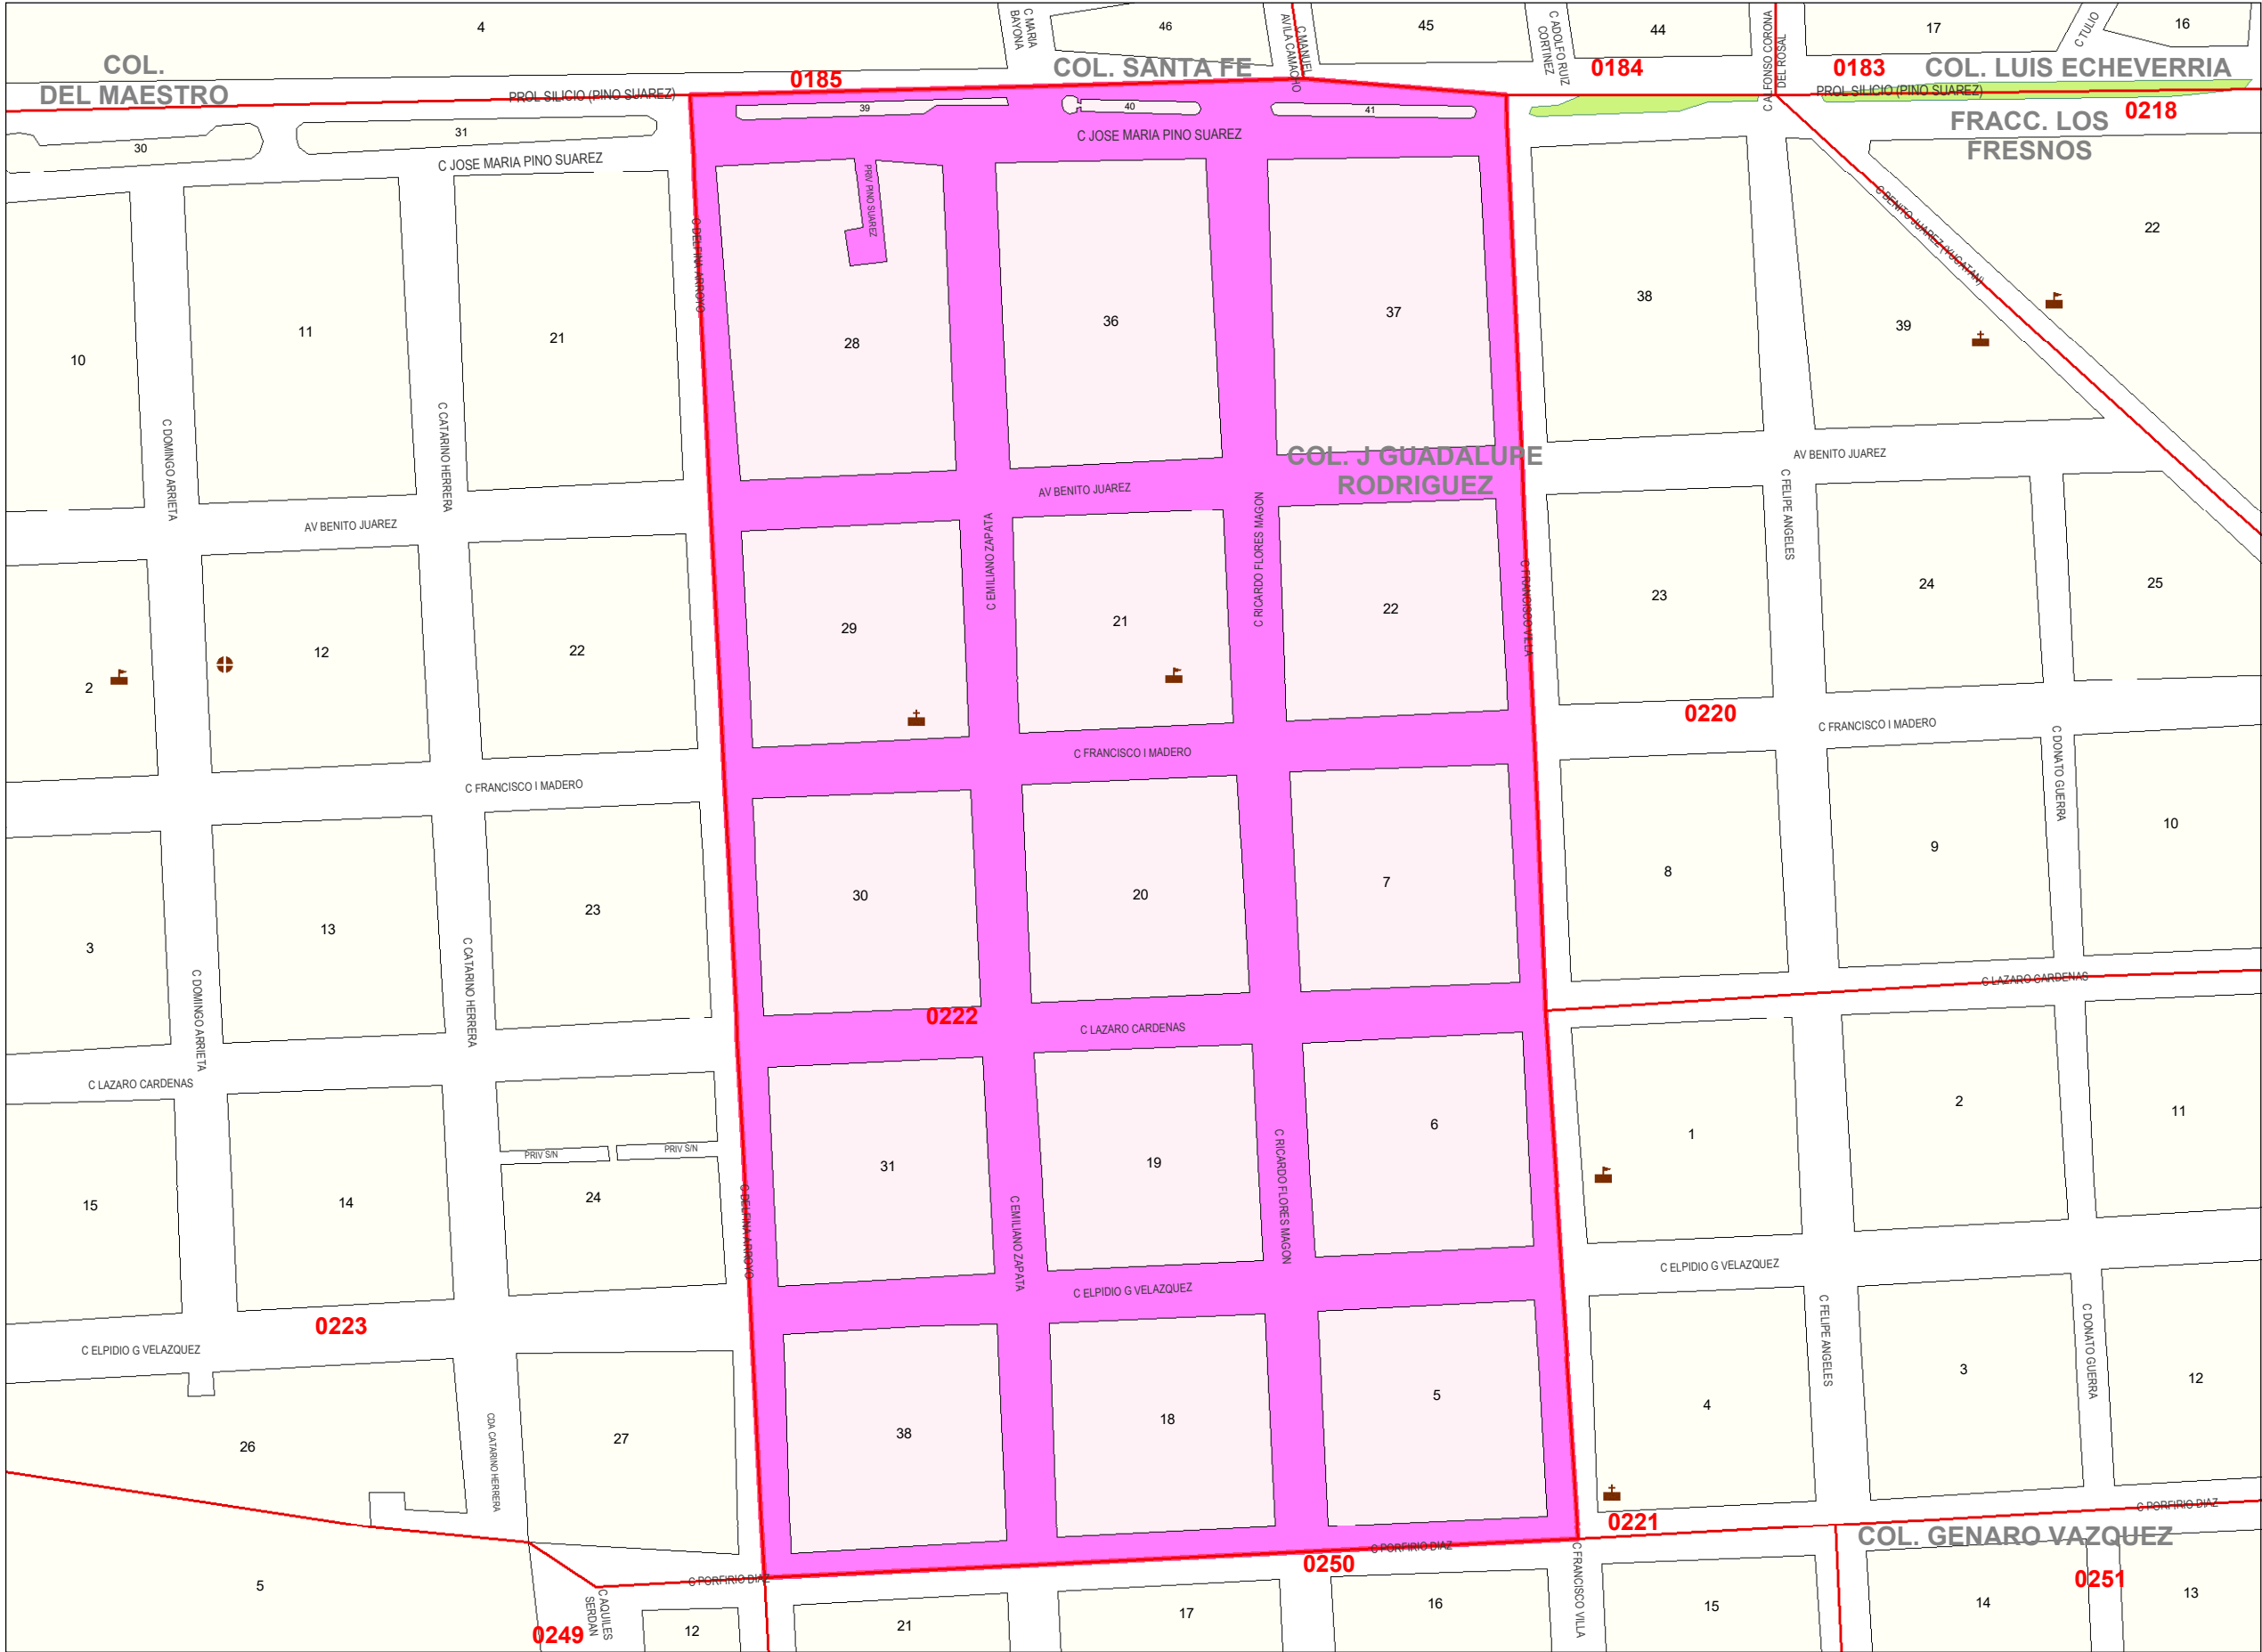 4
C MARIA
BAYONA
46
AVILA CAMACHO
C MANUEL
45
C ADOLFO RUIZ
CORTINEZ
44
C ALFONSO CORONA
DEL ROSAL
17
C TULIO
16
COL.
DEL MAESTRO
0185
COL. SANTA FE
0184
0183
COL. LUIS ECHEVERRIA
PROL SILICIO (PINO SUAREZ)
PROL SILICIO (PINO SUAREZ)
0218
39
40
41
30
31
C JOSE MARIA PINO SUAREZ
C JOSE MARIA PINO SUAREZ
FRACC. LOS
FRESNOS
PRIV PINO SUAREZ
C DELFINA ARROYO
C BENITO JUAREZ (YUCATAN)
22
10
11
21
28
36
37
38
39
C DOMINGO ARRIETA
C CATARINO HERRERA
COL. J GUADALUPE
RODRIGUEZ
AV BENITO JUAREZ
AV BENITO JUAREZ
AV BENITO JUAREZ
C EMILIANO ZAPATA
C RICARDO FLORES MAGON
C FRANCISCO VILLA
C FELIPE ANGELES
2
12
22
29
21
22
23
24
25
0220
C FRANCISCO I MADERO
C FRANCISCO I MADERO
C FRANCISCO I MADERO
C DONATO GUERRA
3
13
23
30
20
7
8
9
10
C DOMINGO ARRIETA
C CATARINO HERRERA
0222
C LAZARO CARDENAS
C LAZARO CARDENAS
C LAZARO CARDENAS
PRIV S/N
PRIV S/N
15
14
24
31
19
6
1
2
11
C DELFINA ARROYO
C EMILIANO ZAPATA
C RICARDO FLORES MAGON
C ELPIDIO G VELAZQUEZ
C ELPIDIO G VELAZQUEZ
C ELPIDIO G VELAZQUEZ
0223
C FELIPE ANGELES
C DONATO GUERRA
26
CDA CATARINO HERRERA
27
38
18
5
4
3
12
C PORFIRIO DIAZ
C PORFIRIO DIAZ
C PORFIRIO DIAZ
0221
0250
COL. GENARO VAZQUEZ
0251
5
C AQUILES
SERDAN
0249
12
21
17
16
C FRANCISCO VILLA
15
14
13